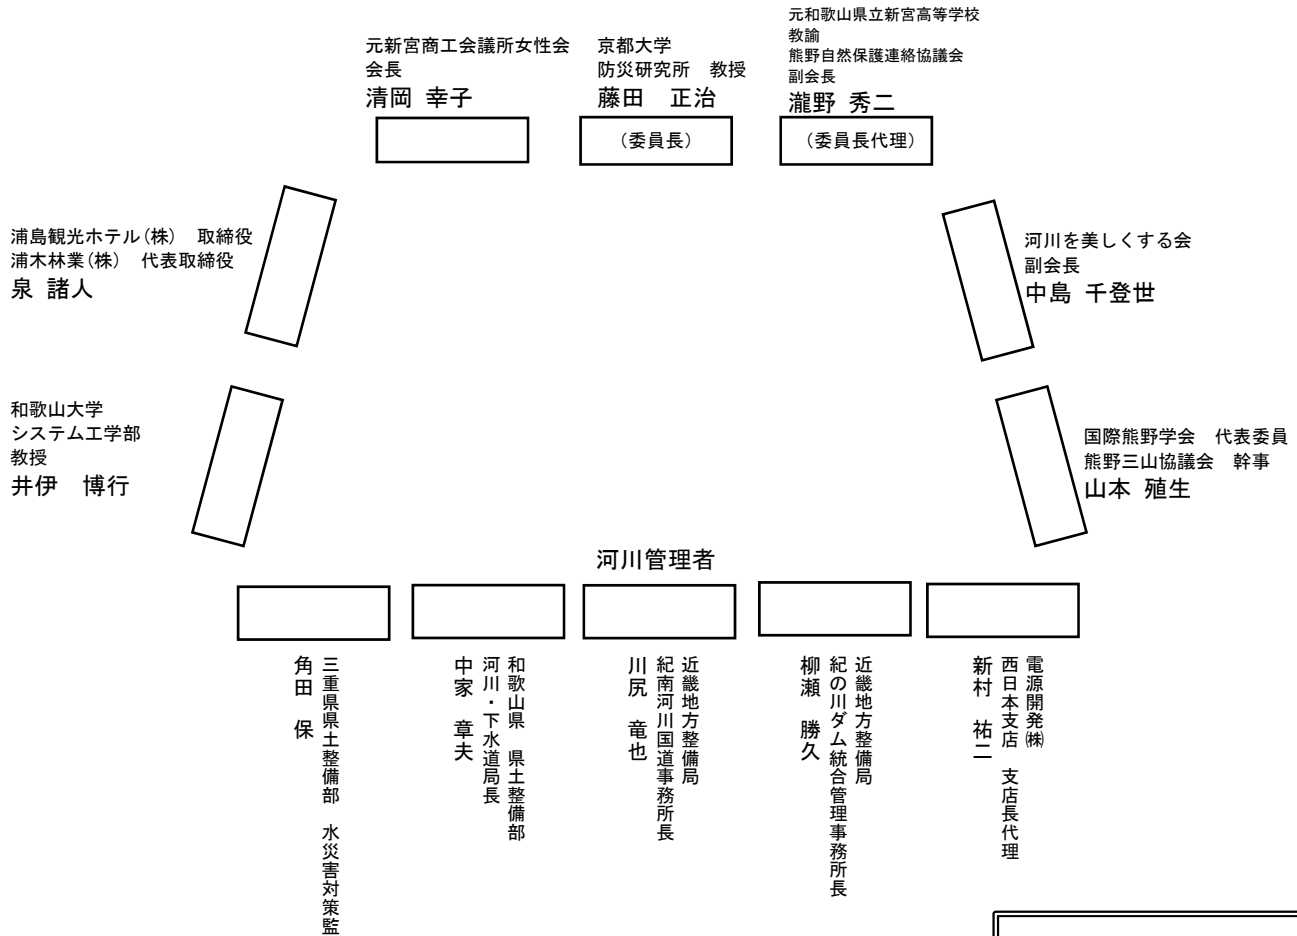 元新宮商工会議所女性会
会長
清岡 幸子
京都大学
防災研究所　教授
藤田　正治
元和歌山県立新宮高等学校
教諭
熊野自然保護連絡協議会
副会長
瀧野 秀二
（委員長）
（委員長代理）
浦島観光ホテル(株)　取締役
浦木林業(株)　代表取締役
泉 諸人
河川を美しくする会
副会長
中島 千登世
和歌山大学
システム工学部
教授
井伊　博行
国際熊野学会　代表委員
熊野三山協議会　幹事
山本 殖生
河川管理者
三重県県土整備部　水災害対策監
角田　保
和歌山県　県土整備部
河川・下水道局長
中家　章夫
近畿地方整備局
紀南河川国道事務所長
川尻　竜也
近畿地方整備局
紀の川ダム統合管理事務所長
柳瀬　勝久
電源開発㈱
西日本支店　支店長代理
新村　祐二